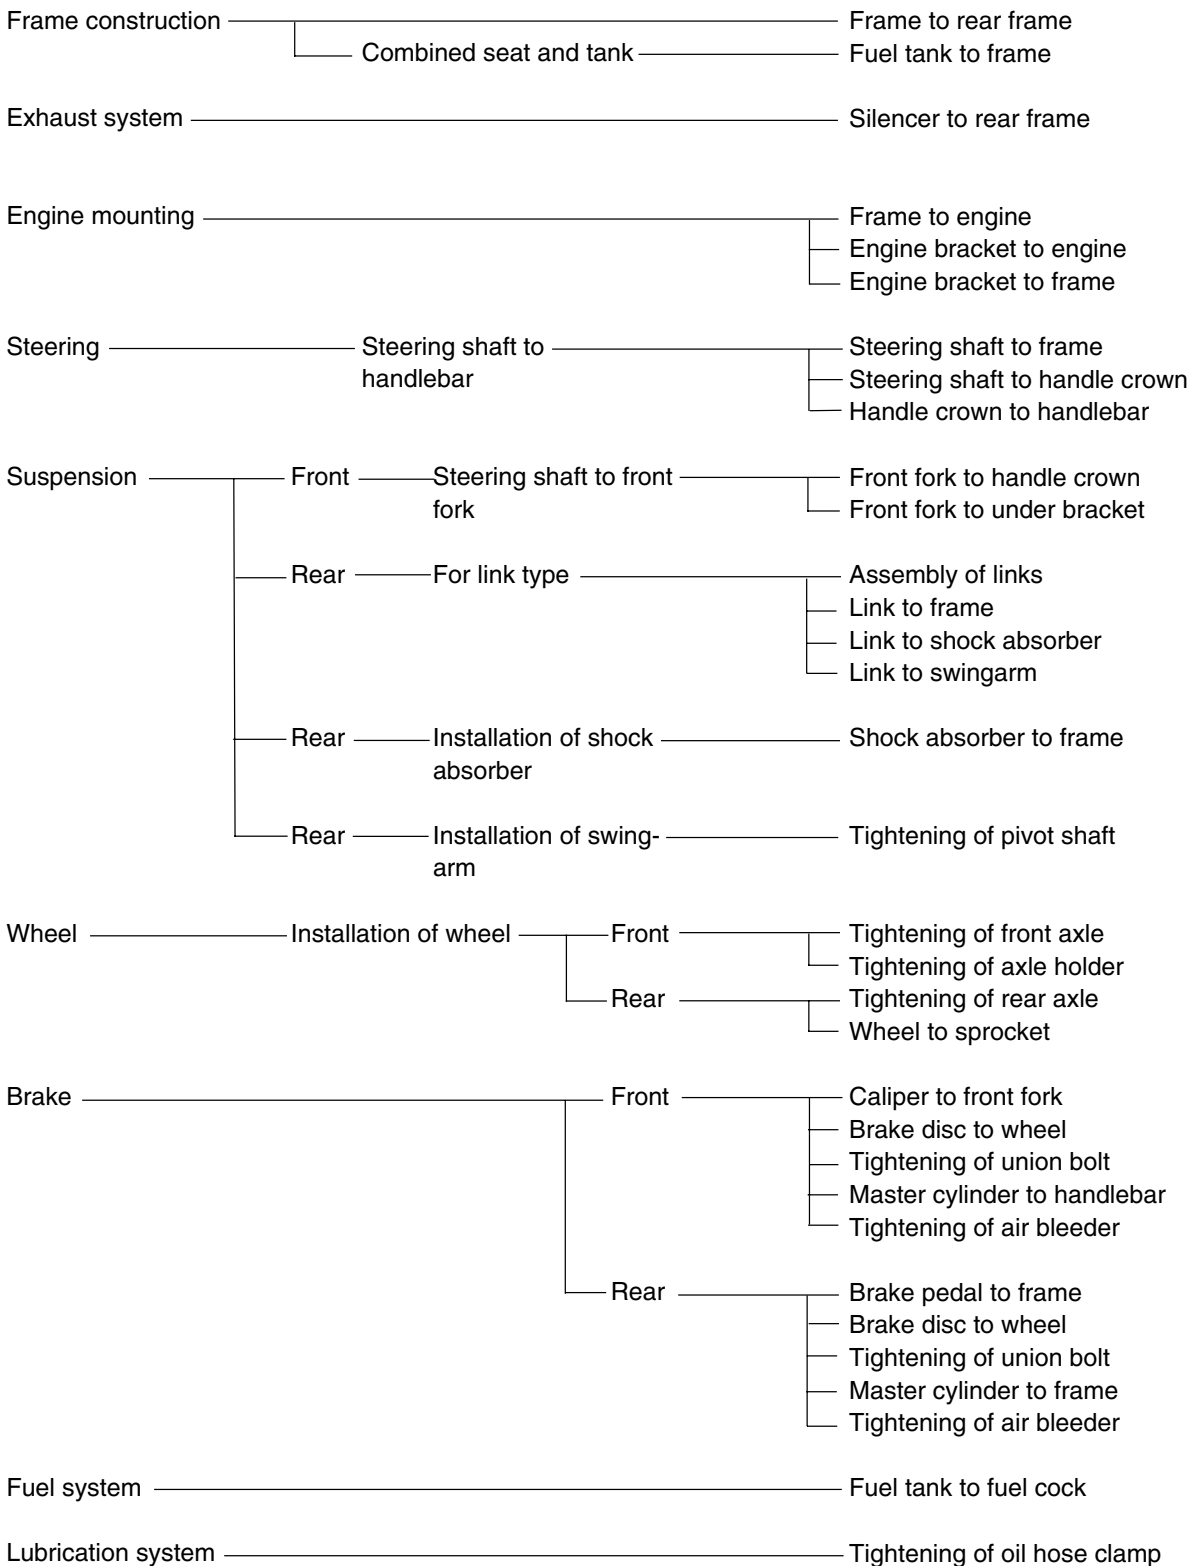 Frame construction Frame to rear frame
Combined seat and tank Fuel tank to frame
Exhaust system Silencer to rear frame
Engine mounting Frame to engine
Engine bracket to engine
Engine bracket to frame
Steering Steering shaft to Steering shaft to frame
handlebar Steering shaft to handle crown
Handle crown to handlebar
Suspension Front Steering shaft to front Front fork to handle crown
fork Front fork to under bracket
Rear For link type Assembly of links
Link to frame
Link to shock absorber
Link to swingarm
Rear Installation of shock Shock absorber to frame
absorber
Rear Installation of swing- Tightening of pivot shaft
arm
Wheel Installation of wheel Front Tightening of front axle
Tightening of axle holder
Rear Tightening of rear axle
Wheel to sprocket
Brake Front Caliper to front fork
Brake disc to wheel
Tightening of union bolt
Master cylinder to handlebar
Tightening of air bleeder
Rear Brake pedal to frame
Brake disc to wheel
Tightening of union bolt
Master cylinder to frame
Tightening of air bleeder
Fuel system Fuel tank to fuel cock
Lubrication system Tightening of oil hose clamp